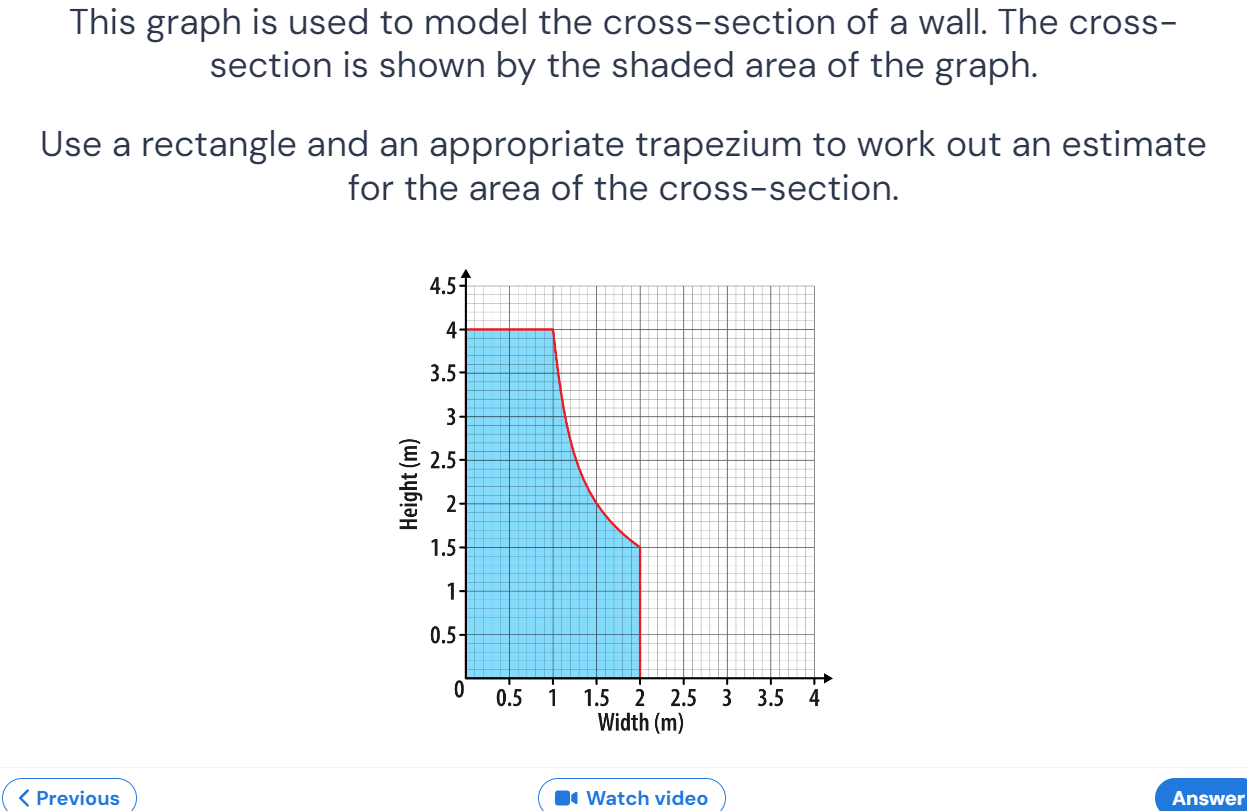 This graph is used to model the cross-section of a wall. The cross-
section is shown by the shaded area of the graph.
Use a rectangle and an appropriate trapezium to work out an estimate
for the area of the cross-section.
4.5
4
3.5
3
2.5
2
1.5
1
0.5
Height (m)
0 0.5 1 1.5 2 2.5 3 3.5 4
Width (m)
Previous Watch video Answer